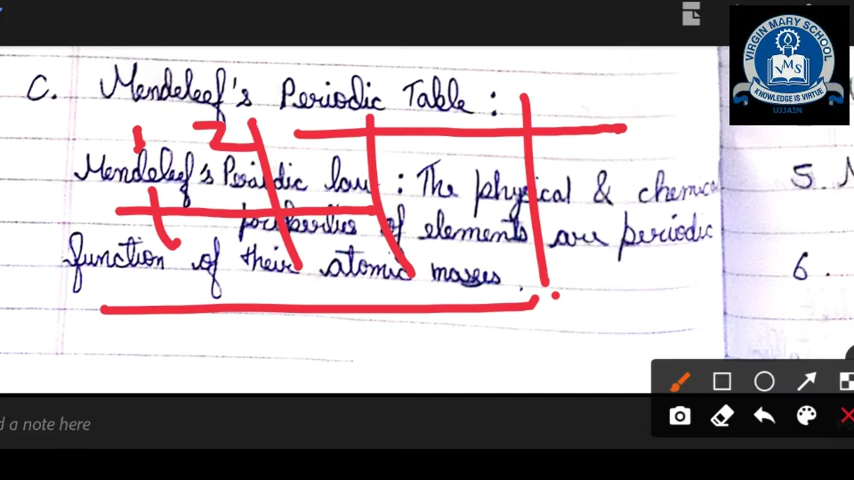 C. Mendeleef's Periodic Table :
Mendeleef's Periodic law : The physical & chemical
properties of elements are periodic
function of their atomic masses.
5. M
6.
VIRGIN MARY SCHOOL
VMS
KNOWLEDGE IS VIRTUE
UJJAIN
d a note here